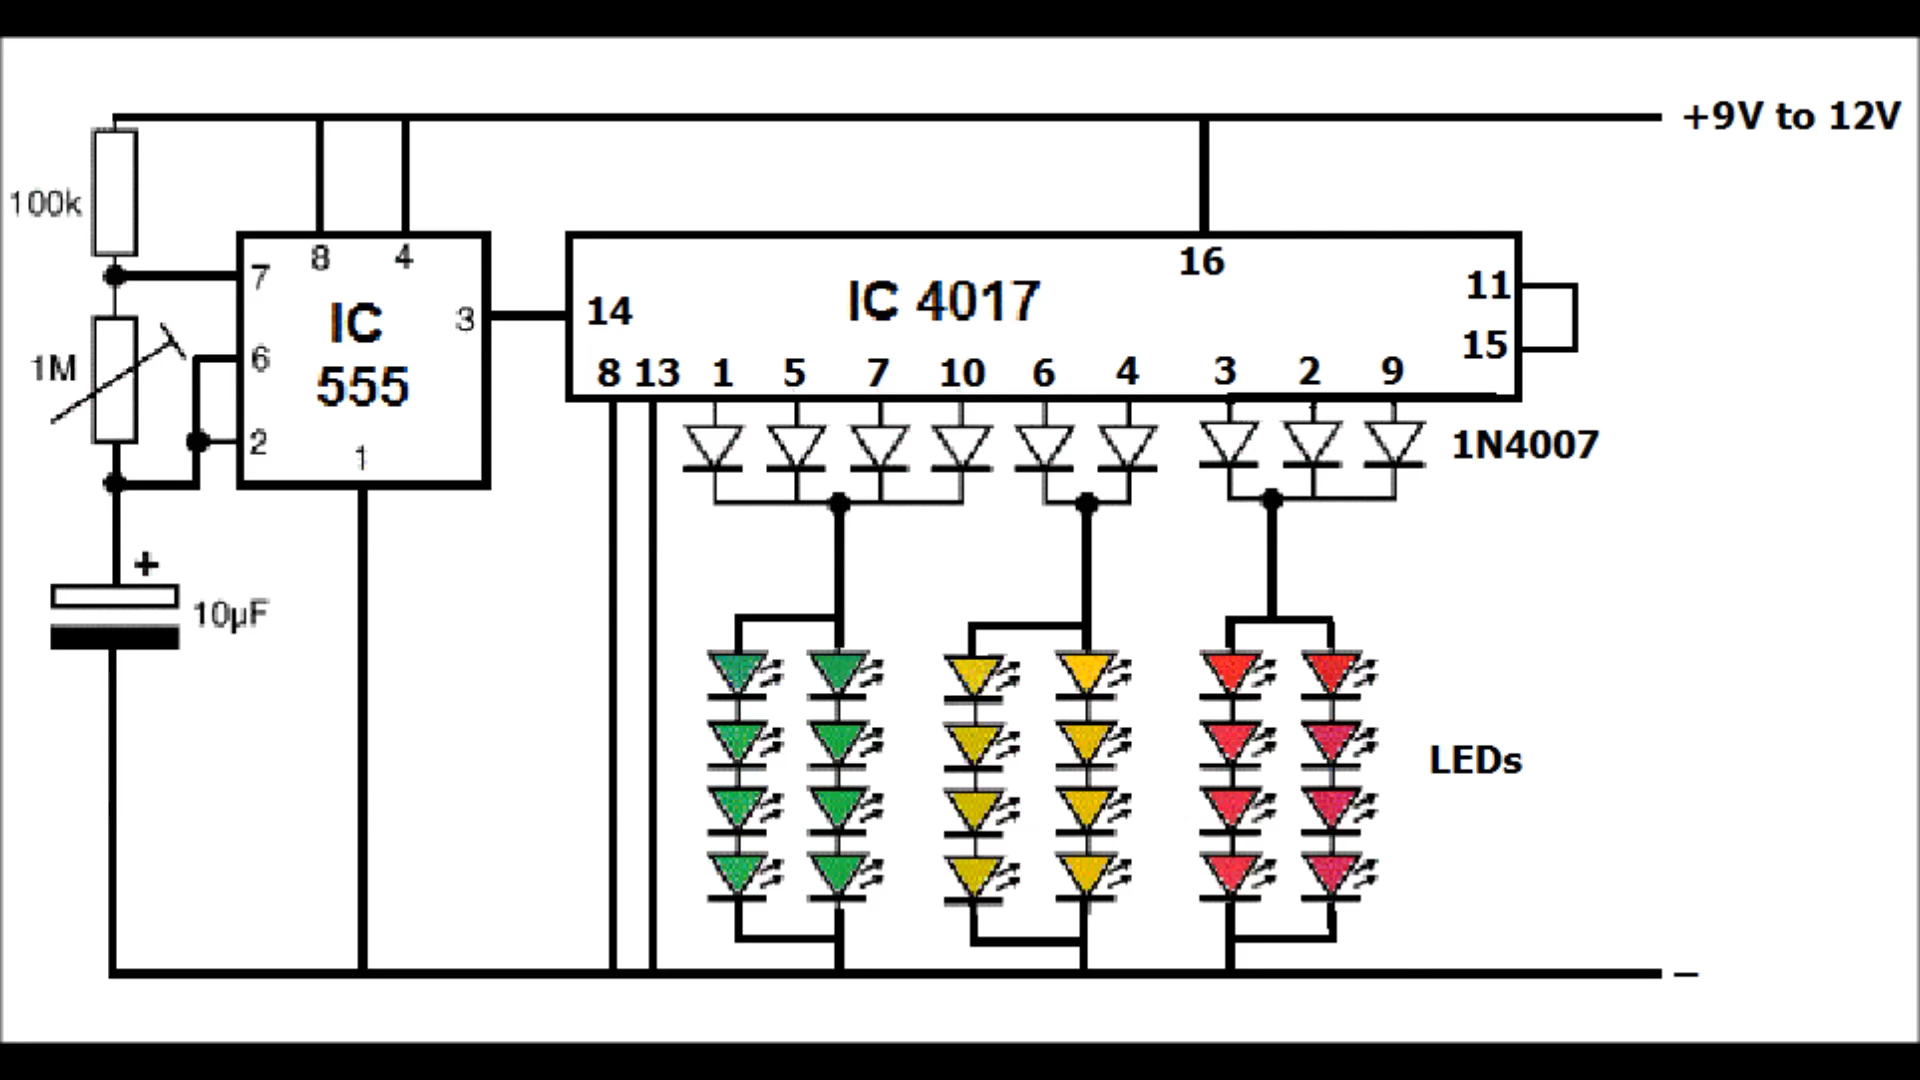 +9V to 12V
100k
8 4
16
7
11
IC
555
3
14
IC 4017
15
1M
6
8 13 1 5 7 10 6 4 3 2 9
2
1
1N4007
+
10µF
LEDs
–